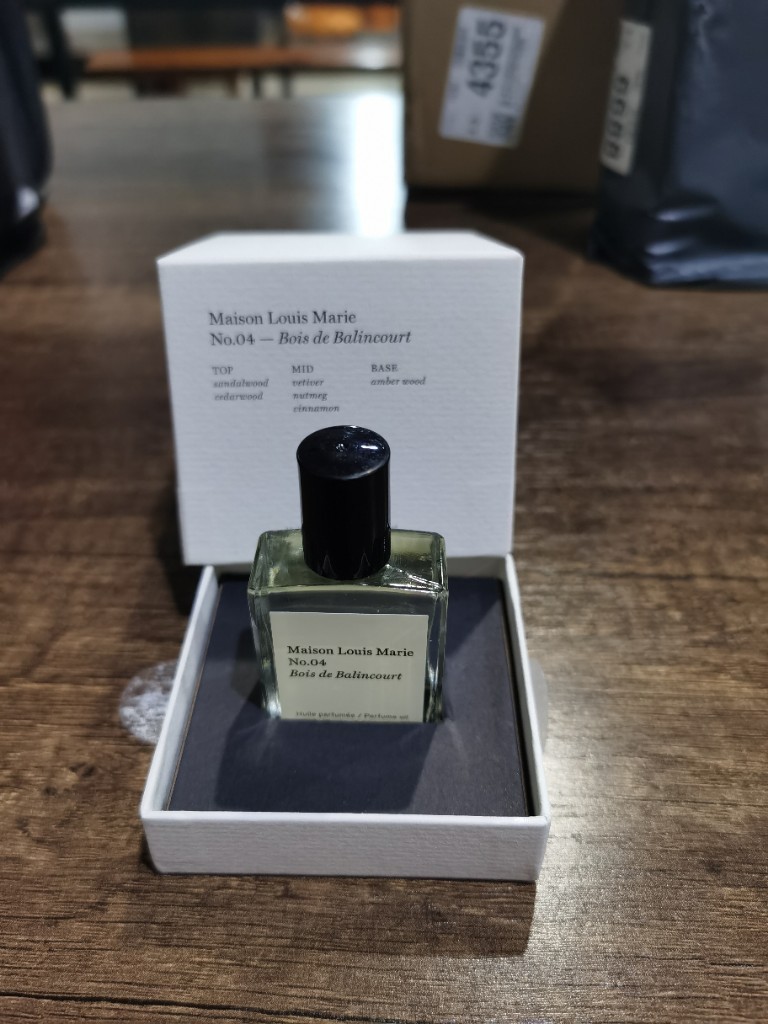 4355
Maison Louis Marie
No.04 — Bois de Balincourt
TOP
sandalwood
cedarwood
MID
vetiver
nutmeg
cinnamon
BASE
amber wood
Maison Louis Marie
No.04
Bois de Balincourt
Huile parfumée / Perfume oil